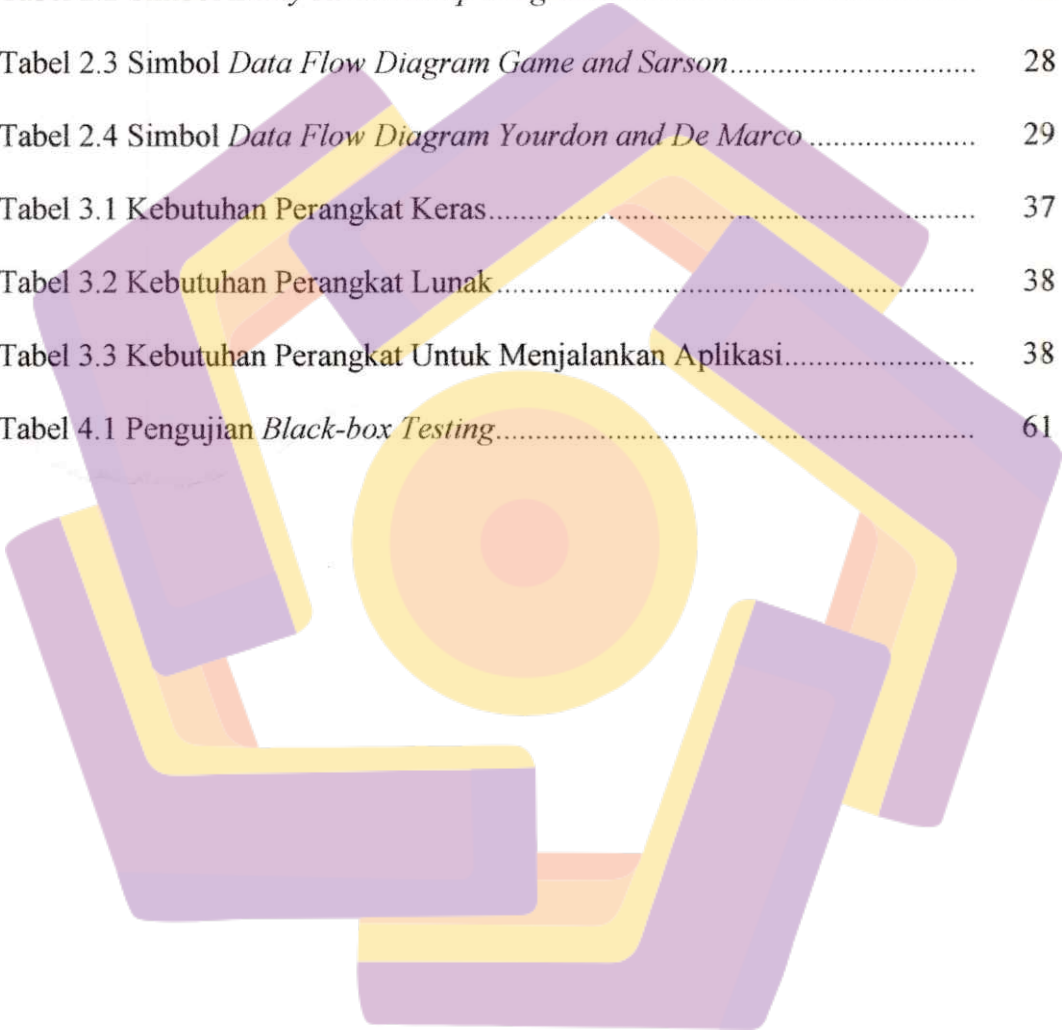 Tabel 2.3 Simbol Data Flow Diagram Game and Sarson............................ 28
Tabel 2.4 Simbol Data Flow Diagram Yourdon and De Marco .................... 29
Tabel 3.1 Kebutuhan Perangkat Keras........................................................... 37
Tabel 3.2 Kebutuhan Perangkat Lunak .......................................................... 38
Tabel 3.3 Kebutuhan Perangkat Untuk Menjalankan Aplikasi....................... 38
Tabel 4.1 Pengujian Black-box Testing.......................................................... 61